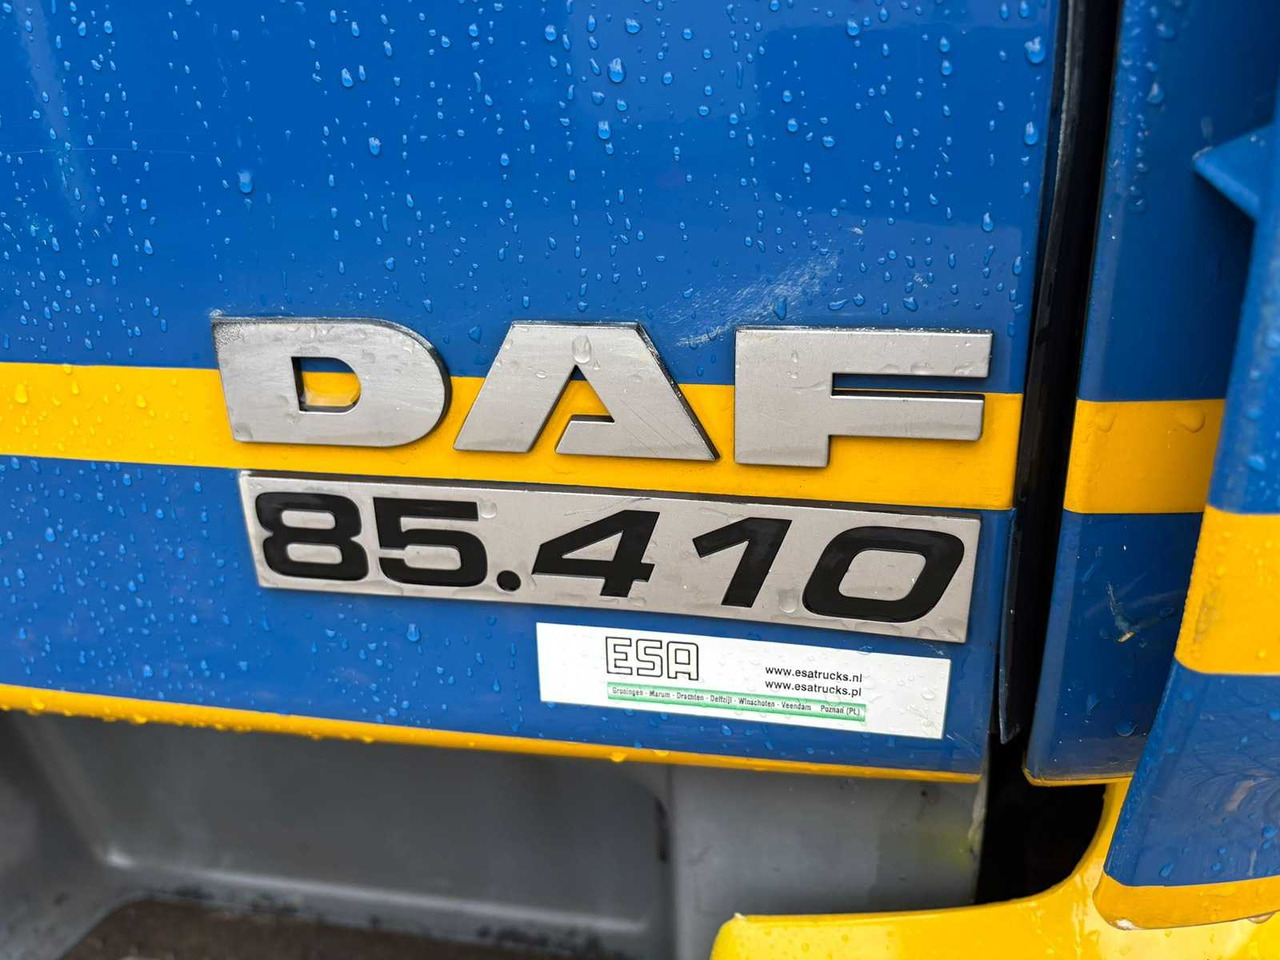 DAF
85.410
ESA
www.esatrucks.nl
www.esatrucks.pl
Groningen - Marum - Drachten - Delfzijl - Winschoten - Veendam Poznań (PL)